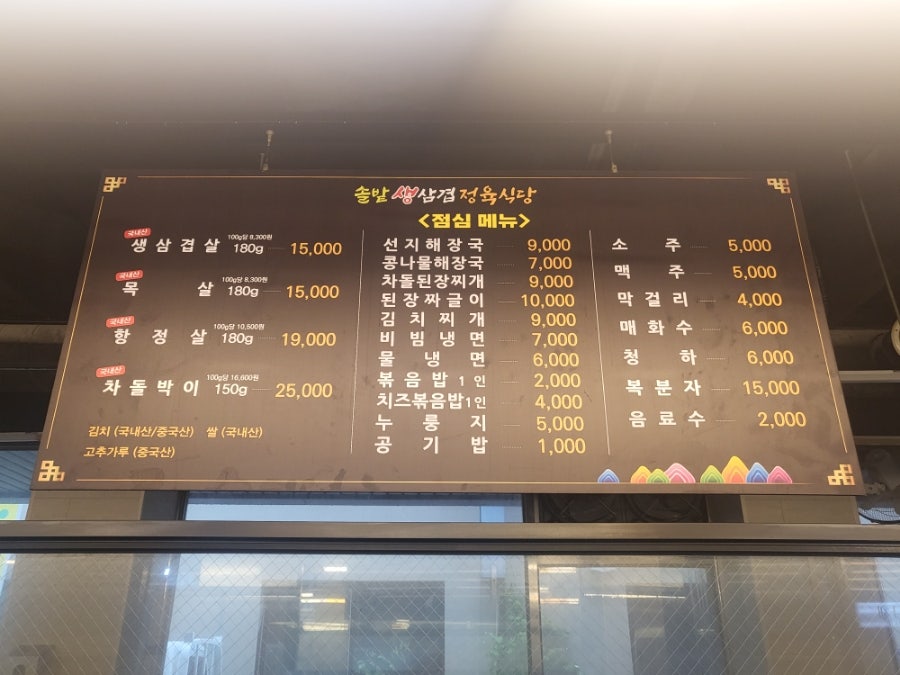 솔밭 생삼겹정육식당
<점심 메뉴>
국내산
생삼겹살 100g당 8,300원 180g 15,000
국내산
목살 100g당 8,300원 180g 15,000
국내산
항정살 100g당 10,500원 180g 19,000
국내산
차돌박이 100g당 16,600원 150g 25,000
김치 (국내산/중국산) 쌀 (국내산)
고추가루 (중국산)
선지해장국 9,000
콩나물해장국 7,000
차돌된장찌개 9,000
된장짜글이 10,000
김치찌개 9,000
비빔냉면 7,000
물냉면 6,000
볶음밥 1인 2,000
치즈볶음밥1인 4,000
누룽지 5,000
공기밥 1,000
소주 5,000
맥주 5,000
막걸리 4,000
매화수 6,000
청하 6,000
복분자 15,000
음료수 2,000